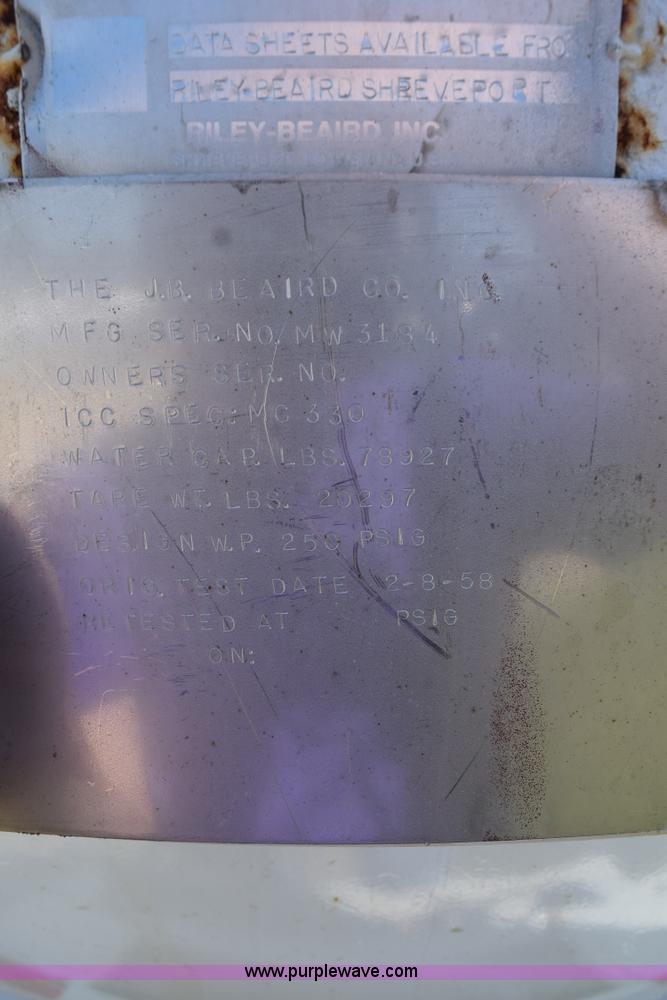 DATA SHEETS AVAILABLE FRO
RILEY-BEAIRD SHREVEPORT
RILEY-BEAIRD INC
THE J.B. BEAIRD CO. INC.
MFG. SER. NO. MW 3184
OWNERS SER. NO.
ICC SPEC: MC 330
WATER CAP. LBS. 78927
TARE WT. LBS.
DESIGN W.P. 250 PSIG
ORIG. TEST DATE 2-8-58
RETESTED AT PSIG
ON:
www.purplewave.com